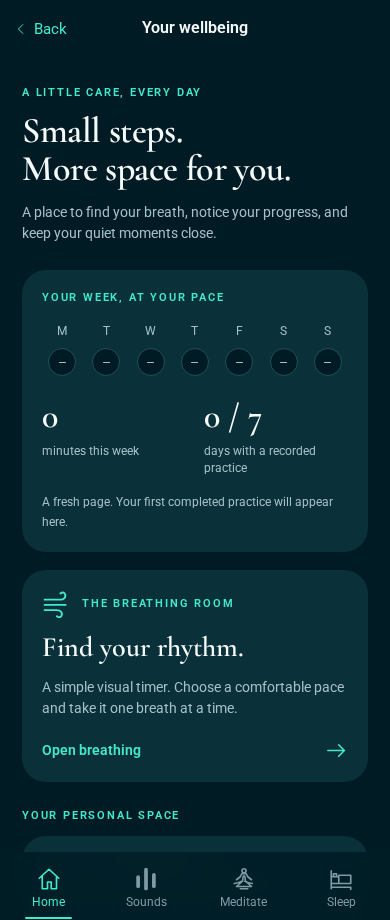 Back
Your wellbeing
A LITTLE CARE, EVERY DAY
Small steps.
More space for you.
A place to find your breath, notice your progress, and
keep your quiet moments close.
YOUR WEEK, AT YOUR PACE
M T W T F S S
– – – – – – –
0
0 / 7
minutes this week
days with a recorded
practice
A fresh page. Your first completed practice will appear
here.
THE BREATHING ROOM
Find your rhythm.
A simple visual timer. Choose a comfortable pace
and take it one breath at a time.
Open breathing
YOUR PERSONAL SPACE
Home Sounds Meditate Sleep